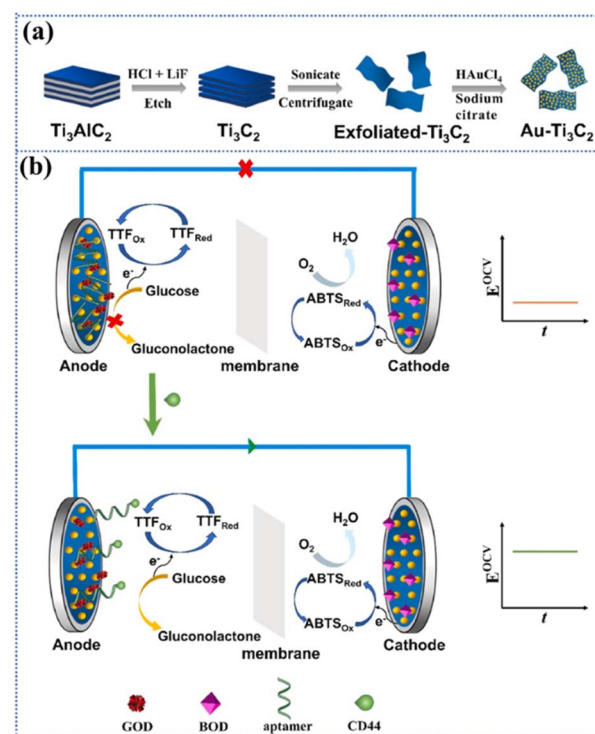 (a)
HCl + LiF
Etch
Sonicate
Centrifugate
HAuCl4
Sodium
citrate
Ti3AlC2
Ti3C2
Exfoliated-Ti3C2
Au-Ti3C2
(b)
TTFOx
TTFRed
e-
Glucose
Gluconolactone
Anode
membrane
H2O
O2
ABTSRed
ABTSOx
e-
Cathode
EOCV
t
TTFOx
TTFRed
e-
Glucose
Gluconolactone
Anode
membrane
H2O
O2
ABTSRed
ABTSOx
e-
Cathode
EOCV
t
GOD
BOD
aptamer
CD44